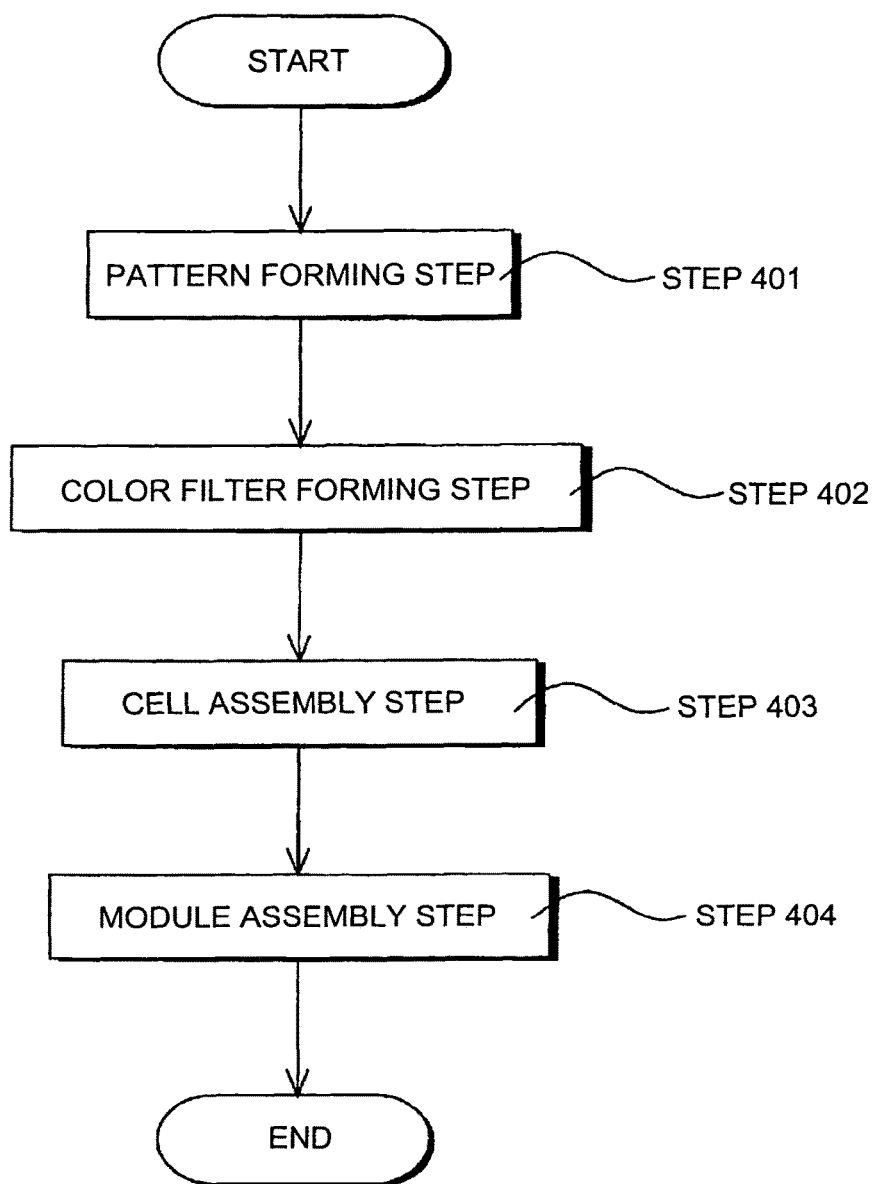 START
PATTERN FORMING STEP
STEP 401
COLOR FILTER FORMING STEP
STEP 402
CELL ASSEMBLY STEP
STEP 403
MODULE ASSEMBLY STEP
STEP 404
END